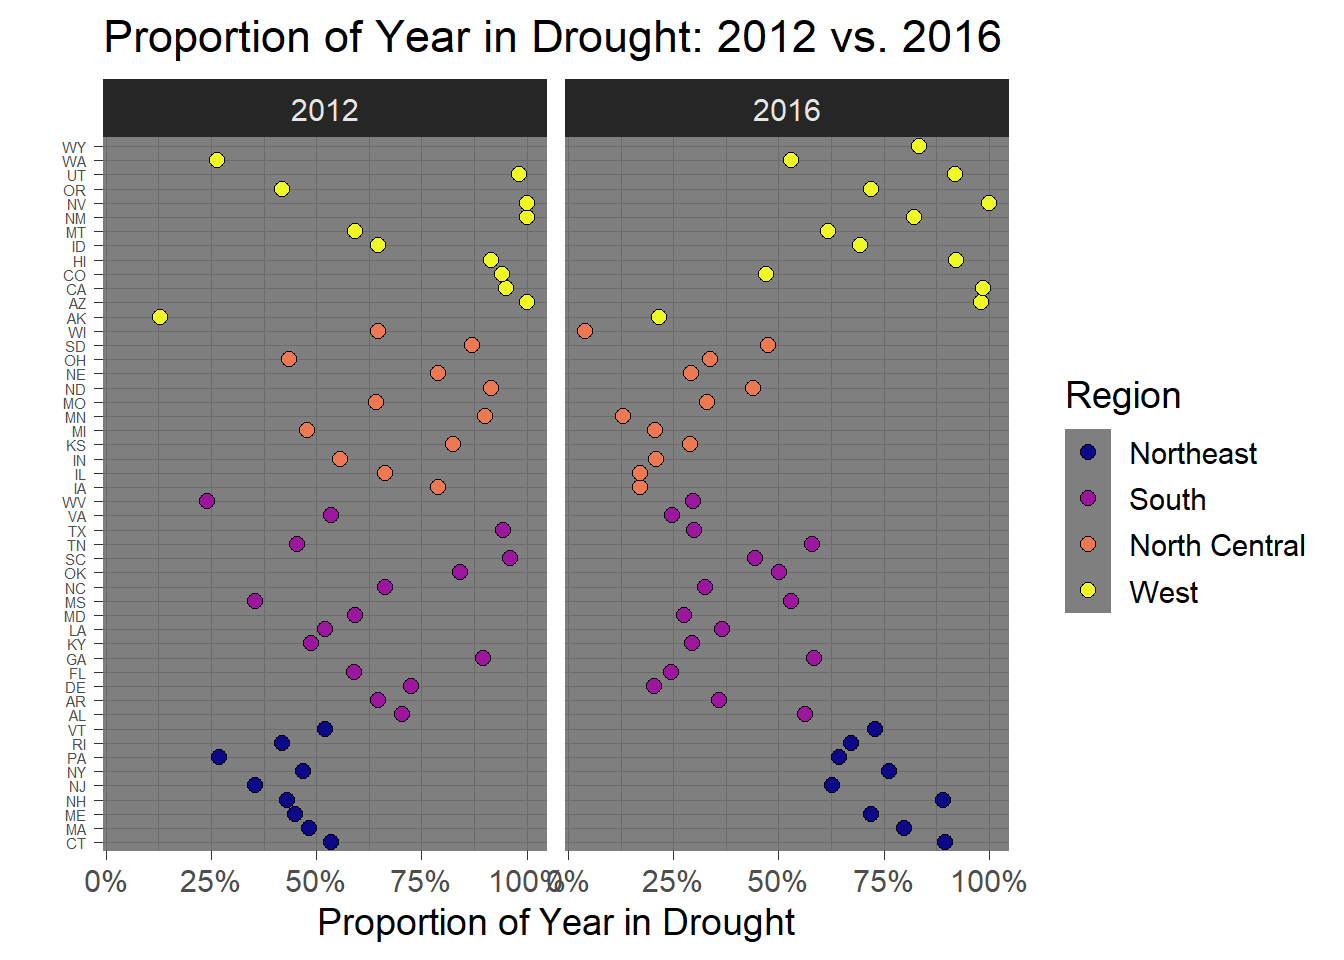 Proportion of Year in Drought: 2012 vs. 2016
2012 2016
WY
WA
UT
OR
NV
NM
MT
ID
HI
CO
CA
AZ
AK
WI
SD
OH
NE
ND
MO
MN
MI
KS
IN
IL
IA
WV
VA
TX
TN
SC
OK
NC
MS
MD
LA
KY
GA
FL
DE
AR
AL
VT
RI
PA
NY
NJ
NH
ME
MA
CT
0% 25% 50% 75% 100% 0% 25% 50% 75% 100%
Proportion of Year in Drought
Region
Northeast
South
North Central
West